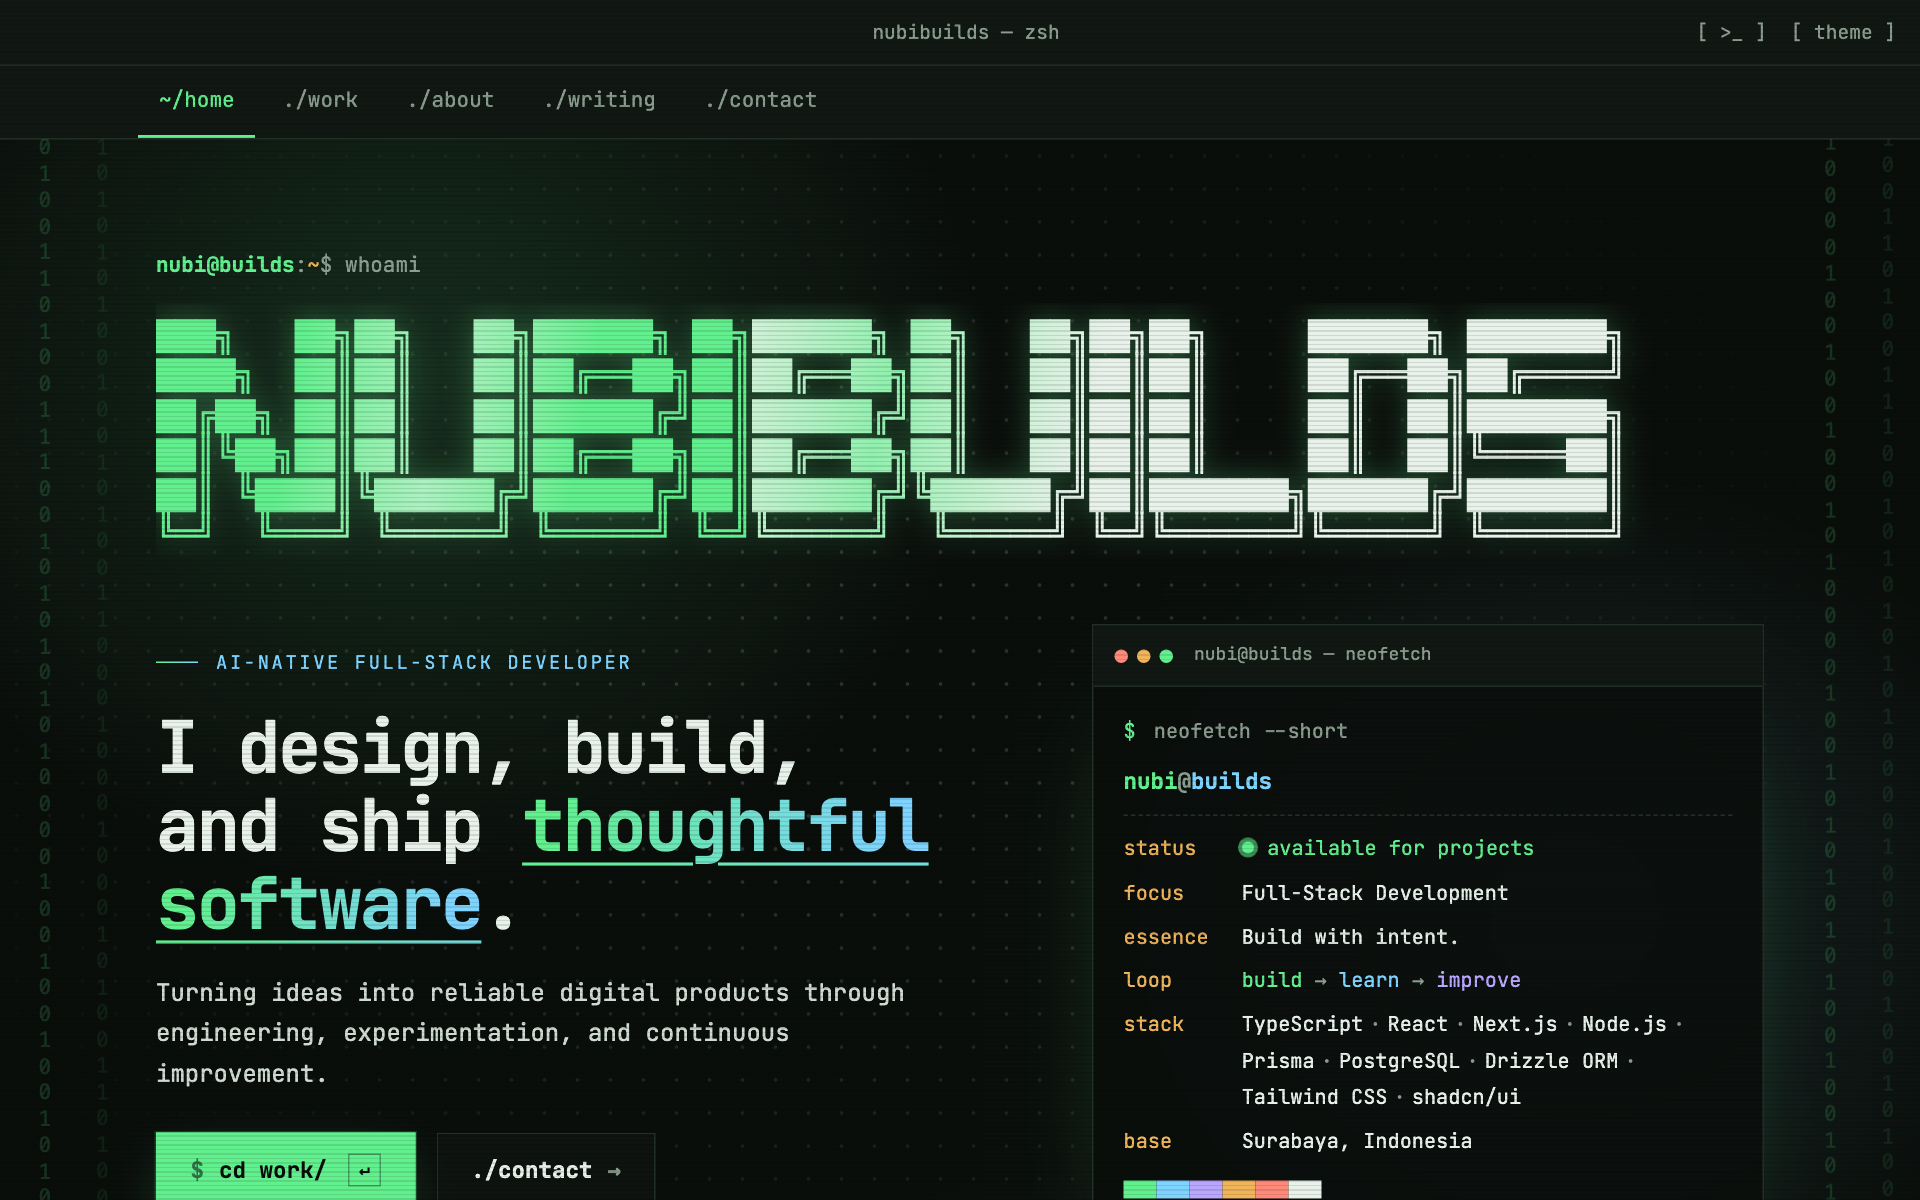 nubibuilds — zsh
[ >_ ] [ theme ]
~/home ./work ./about ./writing ./contact
nubi@builds:~$ whoami
NUBIBUILDS
AI-NATIVE FULL-STACK DEVELOPER
I design, build,
and ship thoughtful
software.
Turning ideas into reliable digital products through
engineering, experimentation, and continuous
improvement.
$ cd work/ ↵
./contact →
nubi@builds — neofetch
$ neofetch --short
nubi@builds
status available for projects
focus Full-Stack Development
essence Build with intent.
loop build → learn → improve
stack TypeScript · React · Next.js · Node.js ·
Prisma · PostgreSQL · Drizzle ORM ·
Tailwind CSS · shadcn/ui
base Surabaya, Indonesia